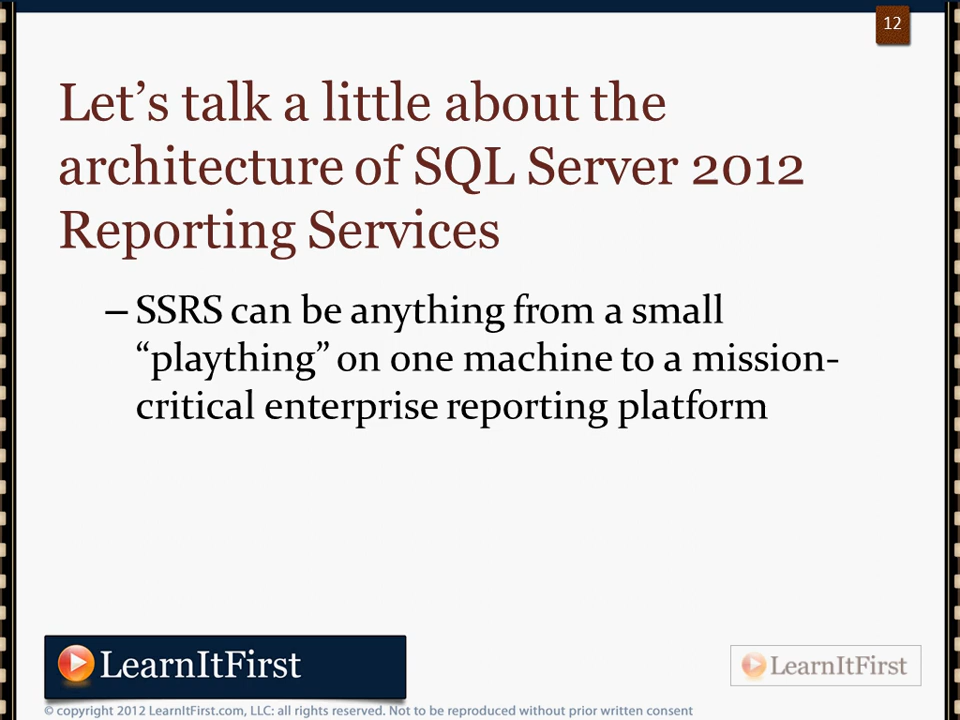 12
Let’s talk a little about the
architecture of SQL Server 2012
Reporting Services
– SSRS can be anything from a small
“plaything” on one machine to a mission-
critical enterprise reporting platform
LearnItFirst
LearnItFirst
© copyright 2012 LearnItFirst.com, LLC: all rights reserved. Not to be reproduced without prior written consent